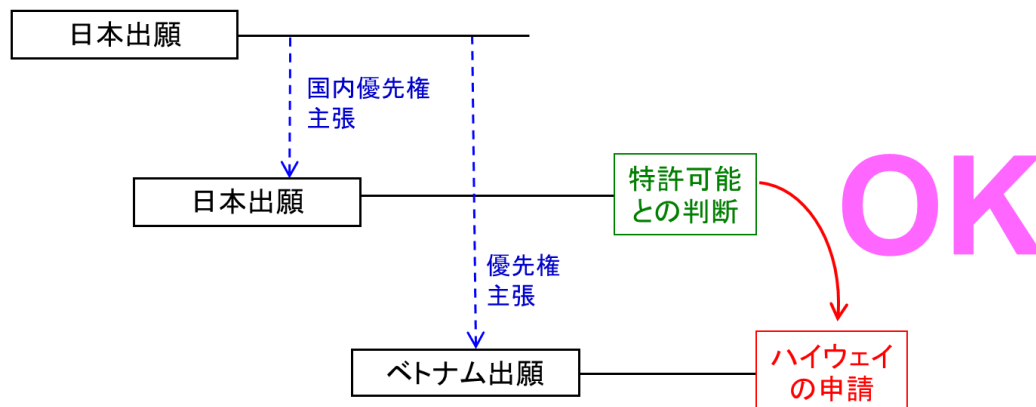 日本出願
国内優先権
主張
日本出願
特許可能
との判断
OK
優先権
主張
ベトナム出願
ハイウェイ
の申請